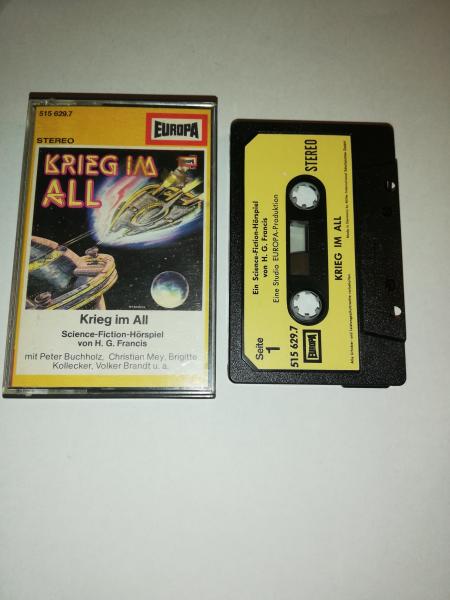 515 629.7
EUROPA
STEREO
KRIEG IM
ALL
Krieg im All
Science-Fiction-Hörspiel
von H. G. Francis
mit Peter Buchholz, Christian Mey, Brigitte
Kollecker, Volker Brandt u. a.
STEREO
KRIEG IM ALL
Ein Science-Fiction-Hörspiel
von H. G. Francis
Eine Studio EUROPA-Produktion
Seite
1
515 629.7
EUROPA